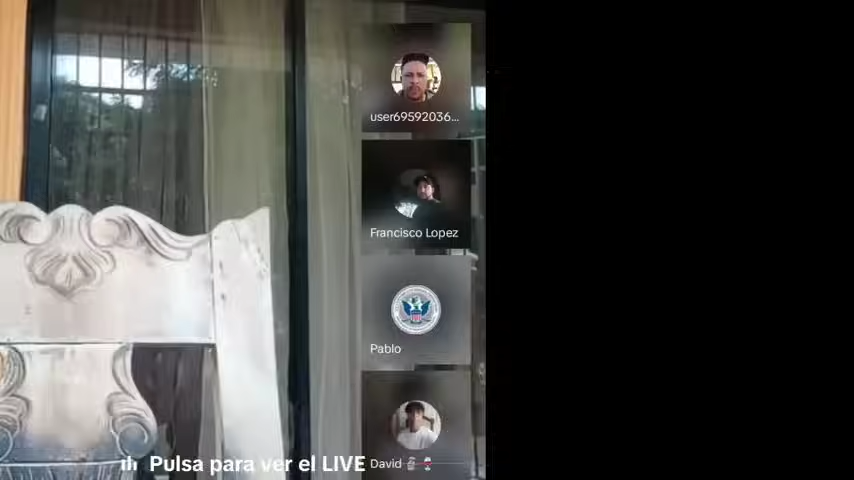 user69592036...
Francisco Lopez
Pablo
Pulsa para ver el LIVE
David